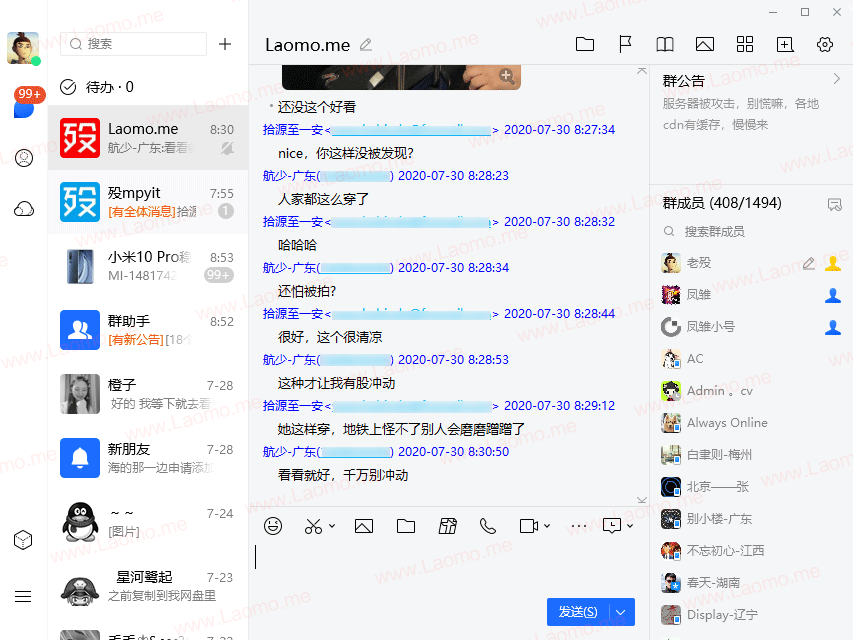 搜索
99+
待办 · 0
Laomo.me 8:30
航少-广东:看看
殁mpyit 7:55
[有全体消息]拾源 1
小米10 Pro 8:53
MI-148174 99+
群助手 8:52
[有新公告][18个
橙子 7-28
好的 我等下就去看
新朋友 7-28
海的那一边申请添加
~ ~ 7-24
[图片]
星河鹭起 7-23
之前复制到我网盘里
Laomo.me
还没这个好看
拾源至一安< > 2020-07-30 8:27:34
nice，你这样没被发现?
航少-广东( ) 2020-07-30 8:28:23
人家都这么穿了
拾源至一安< > 2020-07-30 8:28:32
哈哈哈
航少-广东( ) 2020-07-30 8:28:34
还怕被拍?
拾源至一安< > 2020-07-30 8:28:44
很好，这个很清凉
航少-广东( ) 2020-07-30 8:28:53
这种才让我有股冲动
拾源至一安< > 2020-07-30 8:29:12
她这样穿，地铁上怪不了别人会磨磨蹭蹭了
航少-广东( ) 2020-07-30 8:30:50
看看就好，千万别冲动
发送(S)
群公告
服务器被攻击，别慌嘛，各地
cdn有缓存，慢慢来
群成员 (408/1494)
搜索群成员
老殁
凤雏
凤雏小号
AC
Admin 。cv
Always Online
白聿则-梅州
北京——张
别小楼-广东
不忘初心-江西
春天-湖南
Display-辽宁
www.Laomo.me